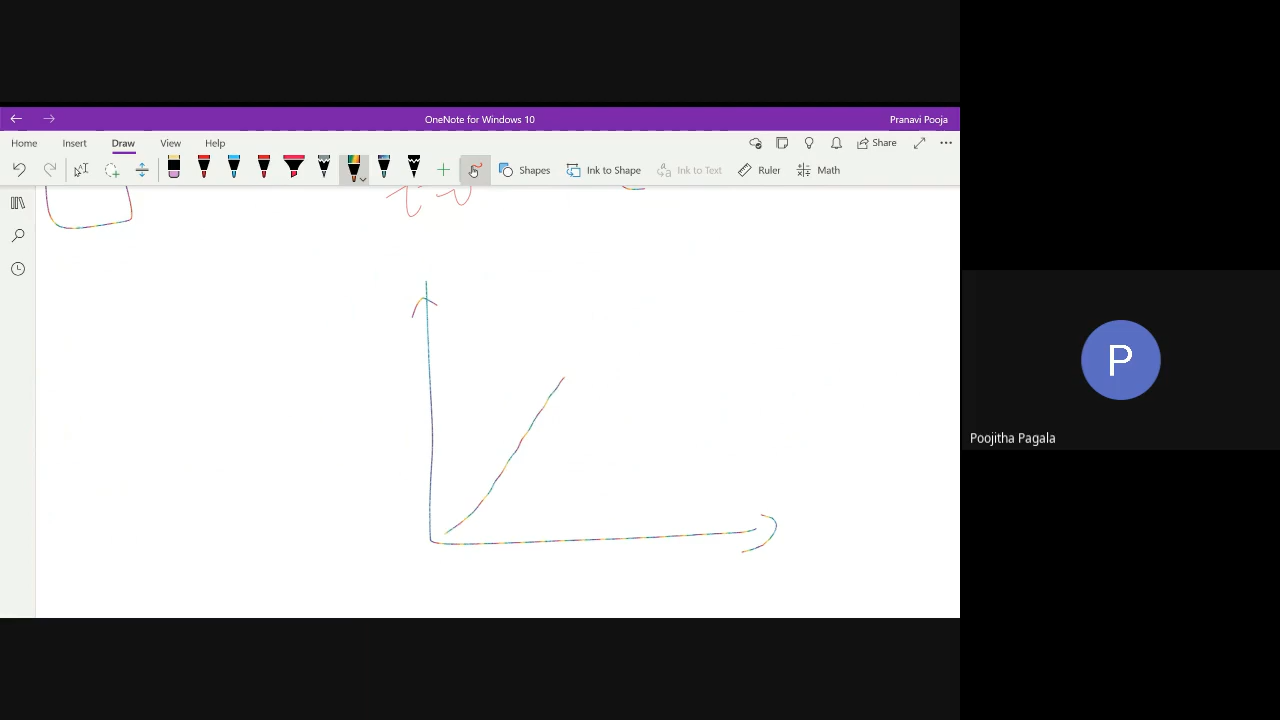 OneNote for Windows 10
Pranavi Pooja
Home Insert Draw View Help
Share
Shapes Ink to Shape Ink to Text Ruler Math
P
Poojitha Pagala